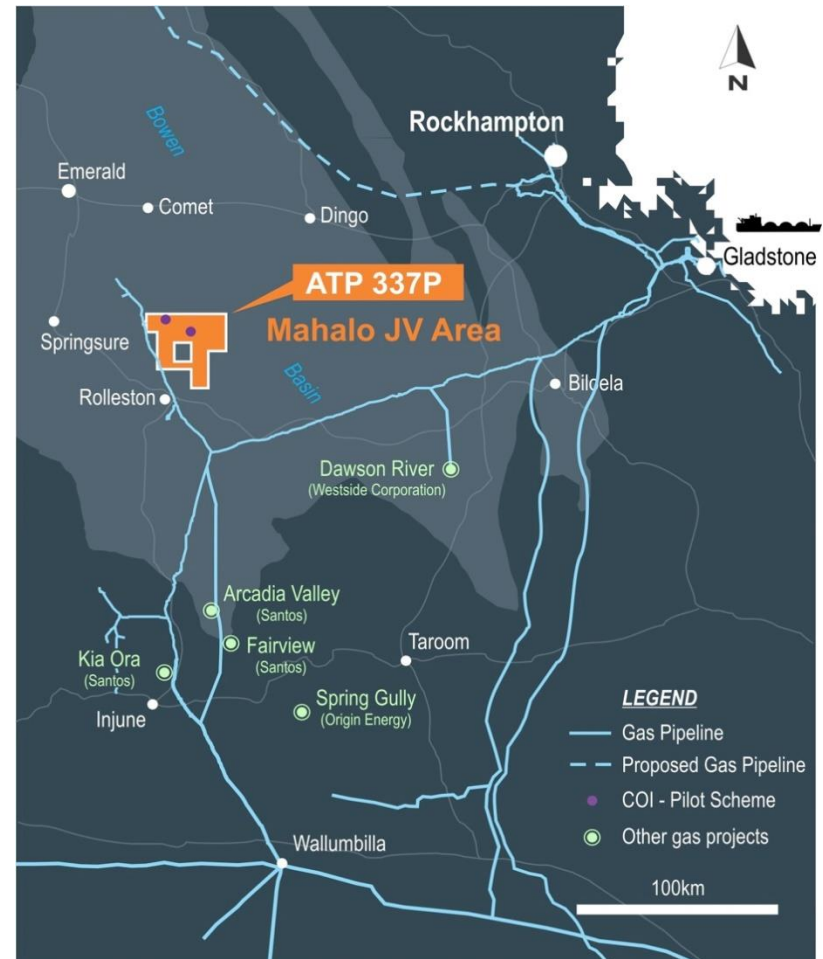 N
Rockhampton
Bowen
Emerald
Comet
Dingo
Gladstone
ATP 337P
Mahalo JV Area
Springsure
Basin
Rolleston
Biloela
Dawson River
(Westside Corporation)
Arcadia Valley
(Santos)
Fairview
(Santos)
Taroom
Kia Ora
(Santos)
Spring Gully
(Origin Energy)
Injune
LEGEND
Gas Pipeline
Proposed Gas Pipeline
COI - Pilot Scheme
Other gas projects
Wallumbilla
100km